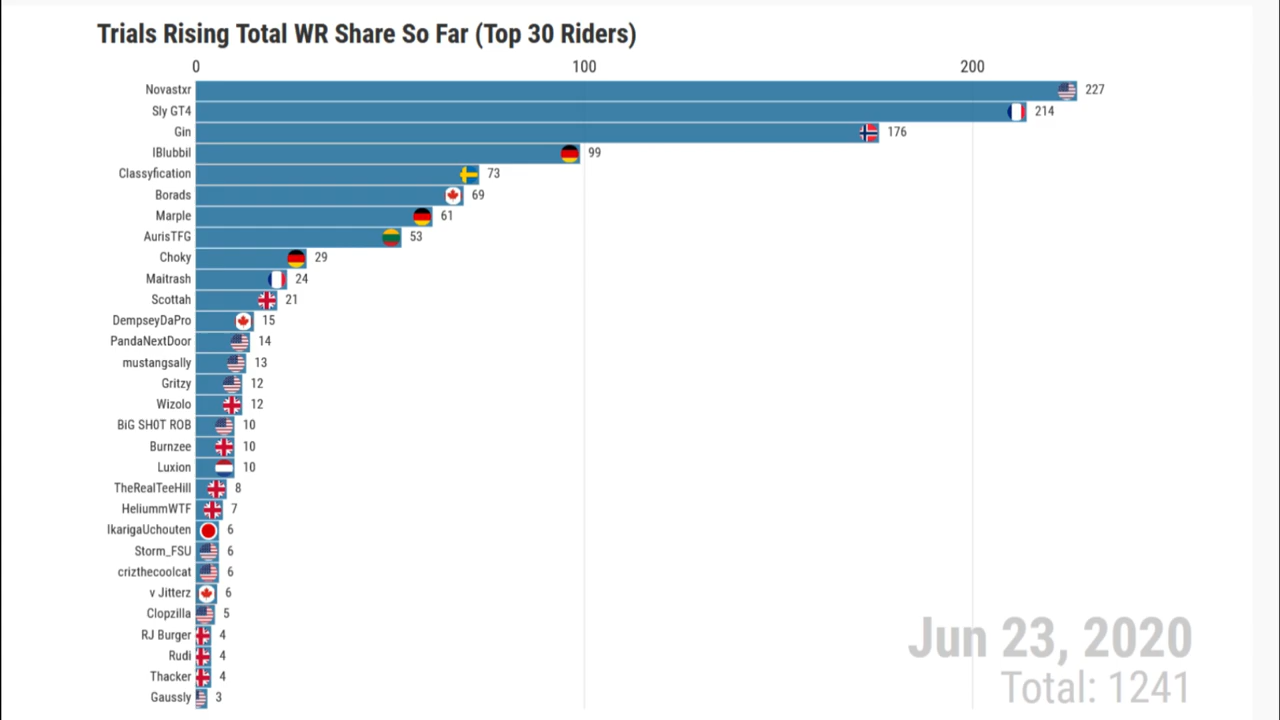 Trials Rising Total WR Share So Far (Top 30 Riders)
0 100 200
Novastxr 227
Sly GT4 214
Gin 176
IBlubbil 99
Classyfication 73
Borads 69
Marple 61
AurisTFG 53
Choky 29
Maitrash 24
Scottah 21
DempseyDaPro 15
PandaNextDoor 14
mustangsally 13
Gritzy 12
Wizolo 12
BiG SH0T ROB 10
Burnzee 10
Luxion 10
TheRealTeeHill 8
HeliummWTF 7
IkarigaUchouten 6
Storm_FSU 6
crizthecoolcat 6
v Jitterz 6
Clopzilla 5
RJ Burger 4
Rudi 4
Thacker 4
Gaussly 3
Jun 23, 2020
Total: 1241